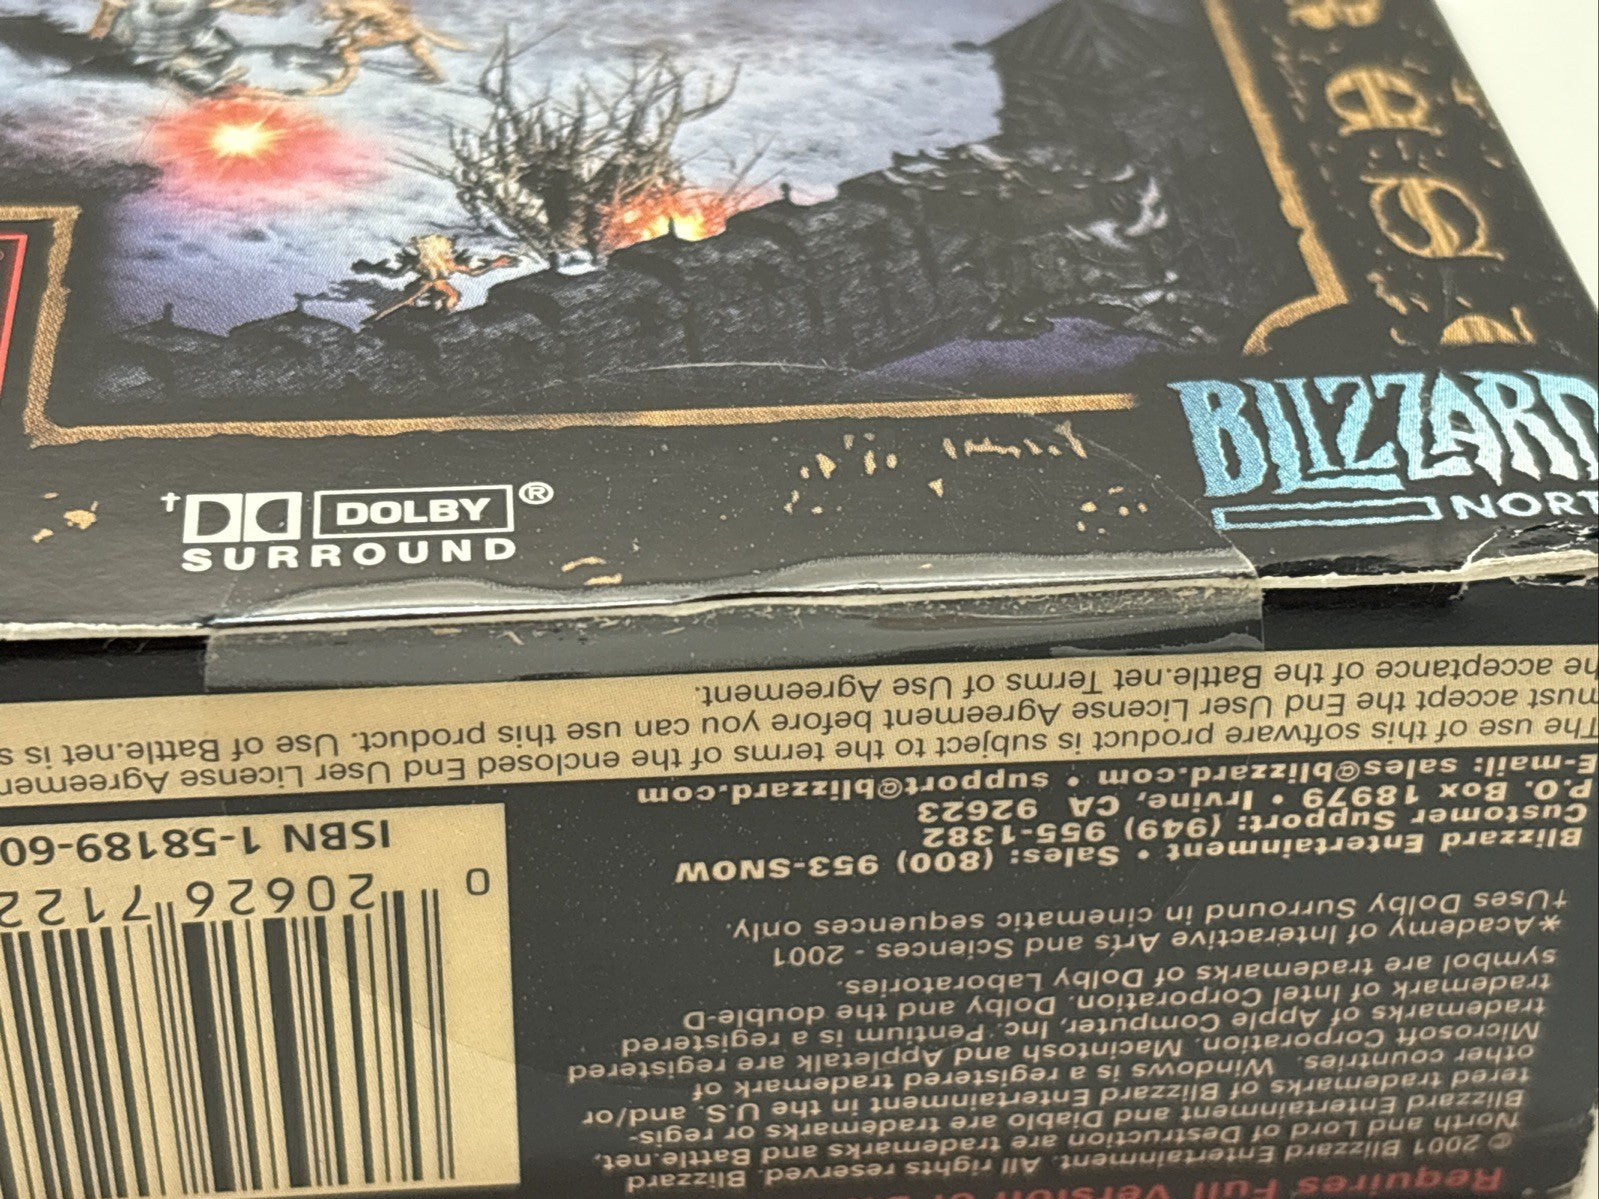 BLIZZARD
NORT
† DOLBY ®
SURROUND
Requires Full Version of
© 2001 Blizzard Entertainment. All rights reserved. Blizzard
North and Lord of Destruction are trademarks and Battle.net,
Blizzard Entertainment and Diablo are trademarks or regis-
tered trademarks of Blizzard Entertainment in the U.S. and/or
other countries. Windows is a registered trademark of
Microsoft Corporation. Macintosh and Appletalk are registered
trademarks of Apple Computer, Inc. Pentium is a registered
trademark of Intel Corporation. Dolby and the double-D
symbol are trademarks of Dolby Laboratories.
*Academy of Interactive Arts and Sciences - 2001
†Uses Dolby Surround in cinematic sequences only.
Blizzard Entertainment • Sales: (800) 953-SNOW
Customer Support: (949) 955-1382
P.O. Box 18979 • Irvine, CA 92623
E-mail: sales@blizzard.com • support@blizzard.com
The use of this software product is subject to the terms of the enclosed End User License Agreemen
must accept the End User License Agreement before you can use this product. Use of Battle.net is s
he acceptance of the Battle.net Terms of Use Agreement.
0 20626 7122
ISBN 1-58189-60